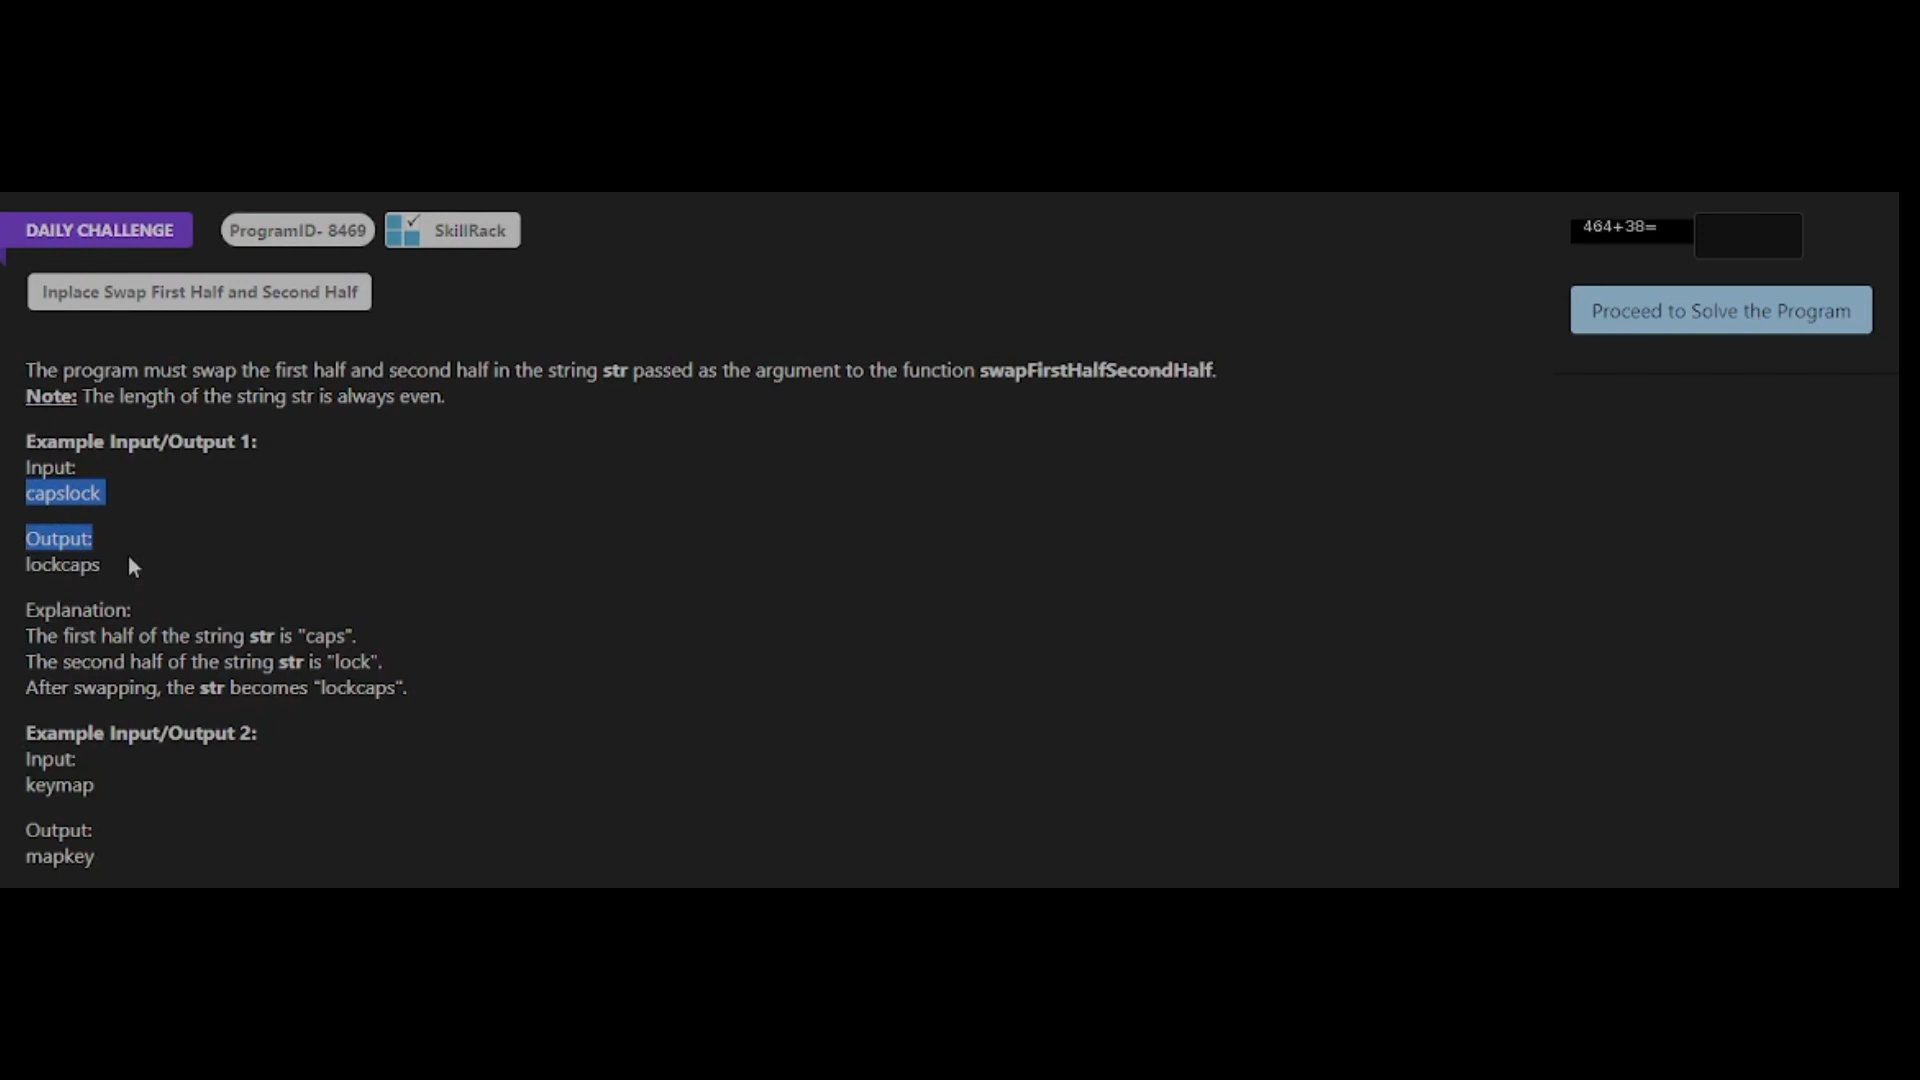 DAILY CHALLENGE
ProgramID- 8469
SkillRack
464+38=
Inplace Swap First Half and Second Half
Proceed to Solve the Program
The program must swap the first half and second half in the string str passed as the argument to the function swapFirstHalfSecondHalf.
Note: The length of the string str is always even.
Example Input/Output 1:
Input:
capslock
Output:
lockcaps
Explanation:
The first half of the string str is "caps".
The second half of the string str is "lock".
After swapping, the str becomes "lockcaps".
Example Input/Output 2:
Input:
keymap
Output:
mapkey